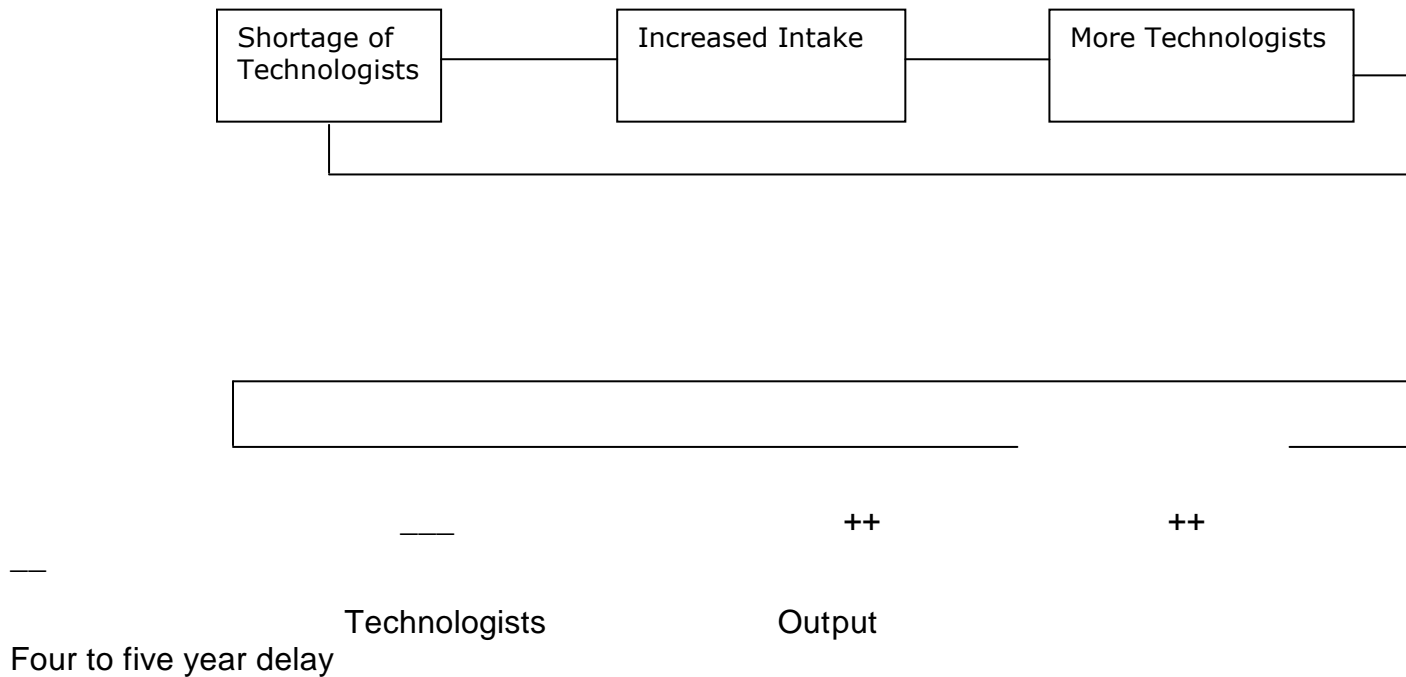 Shortage of
Technologists
Increased Intake
More Technologists
___ ++ ++
__
Technologists Output
Four to five year delay